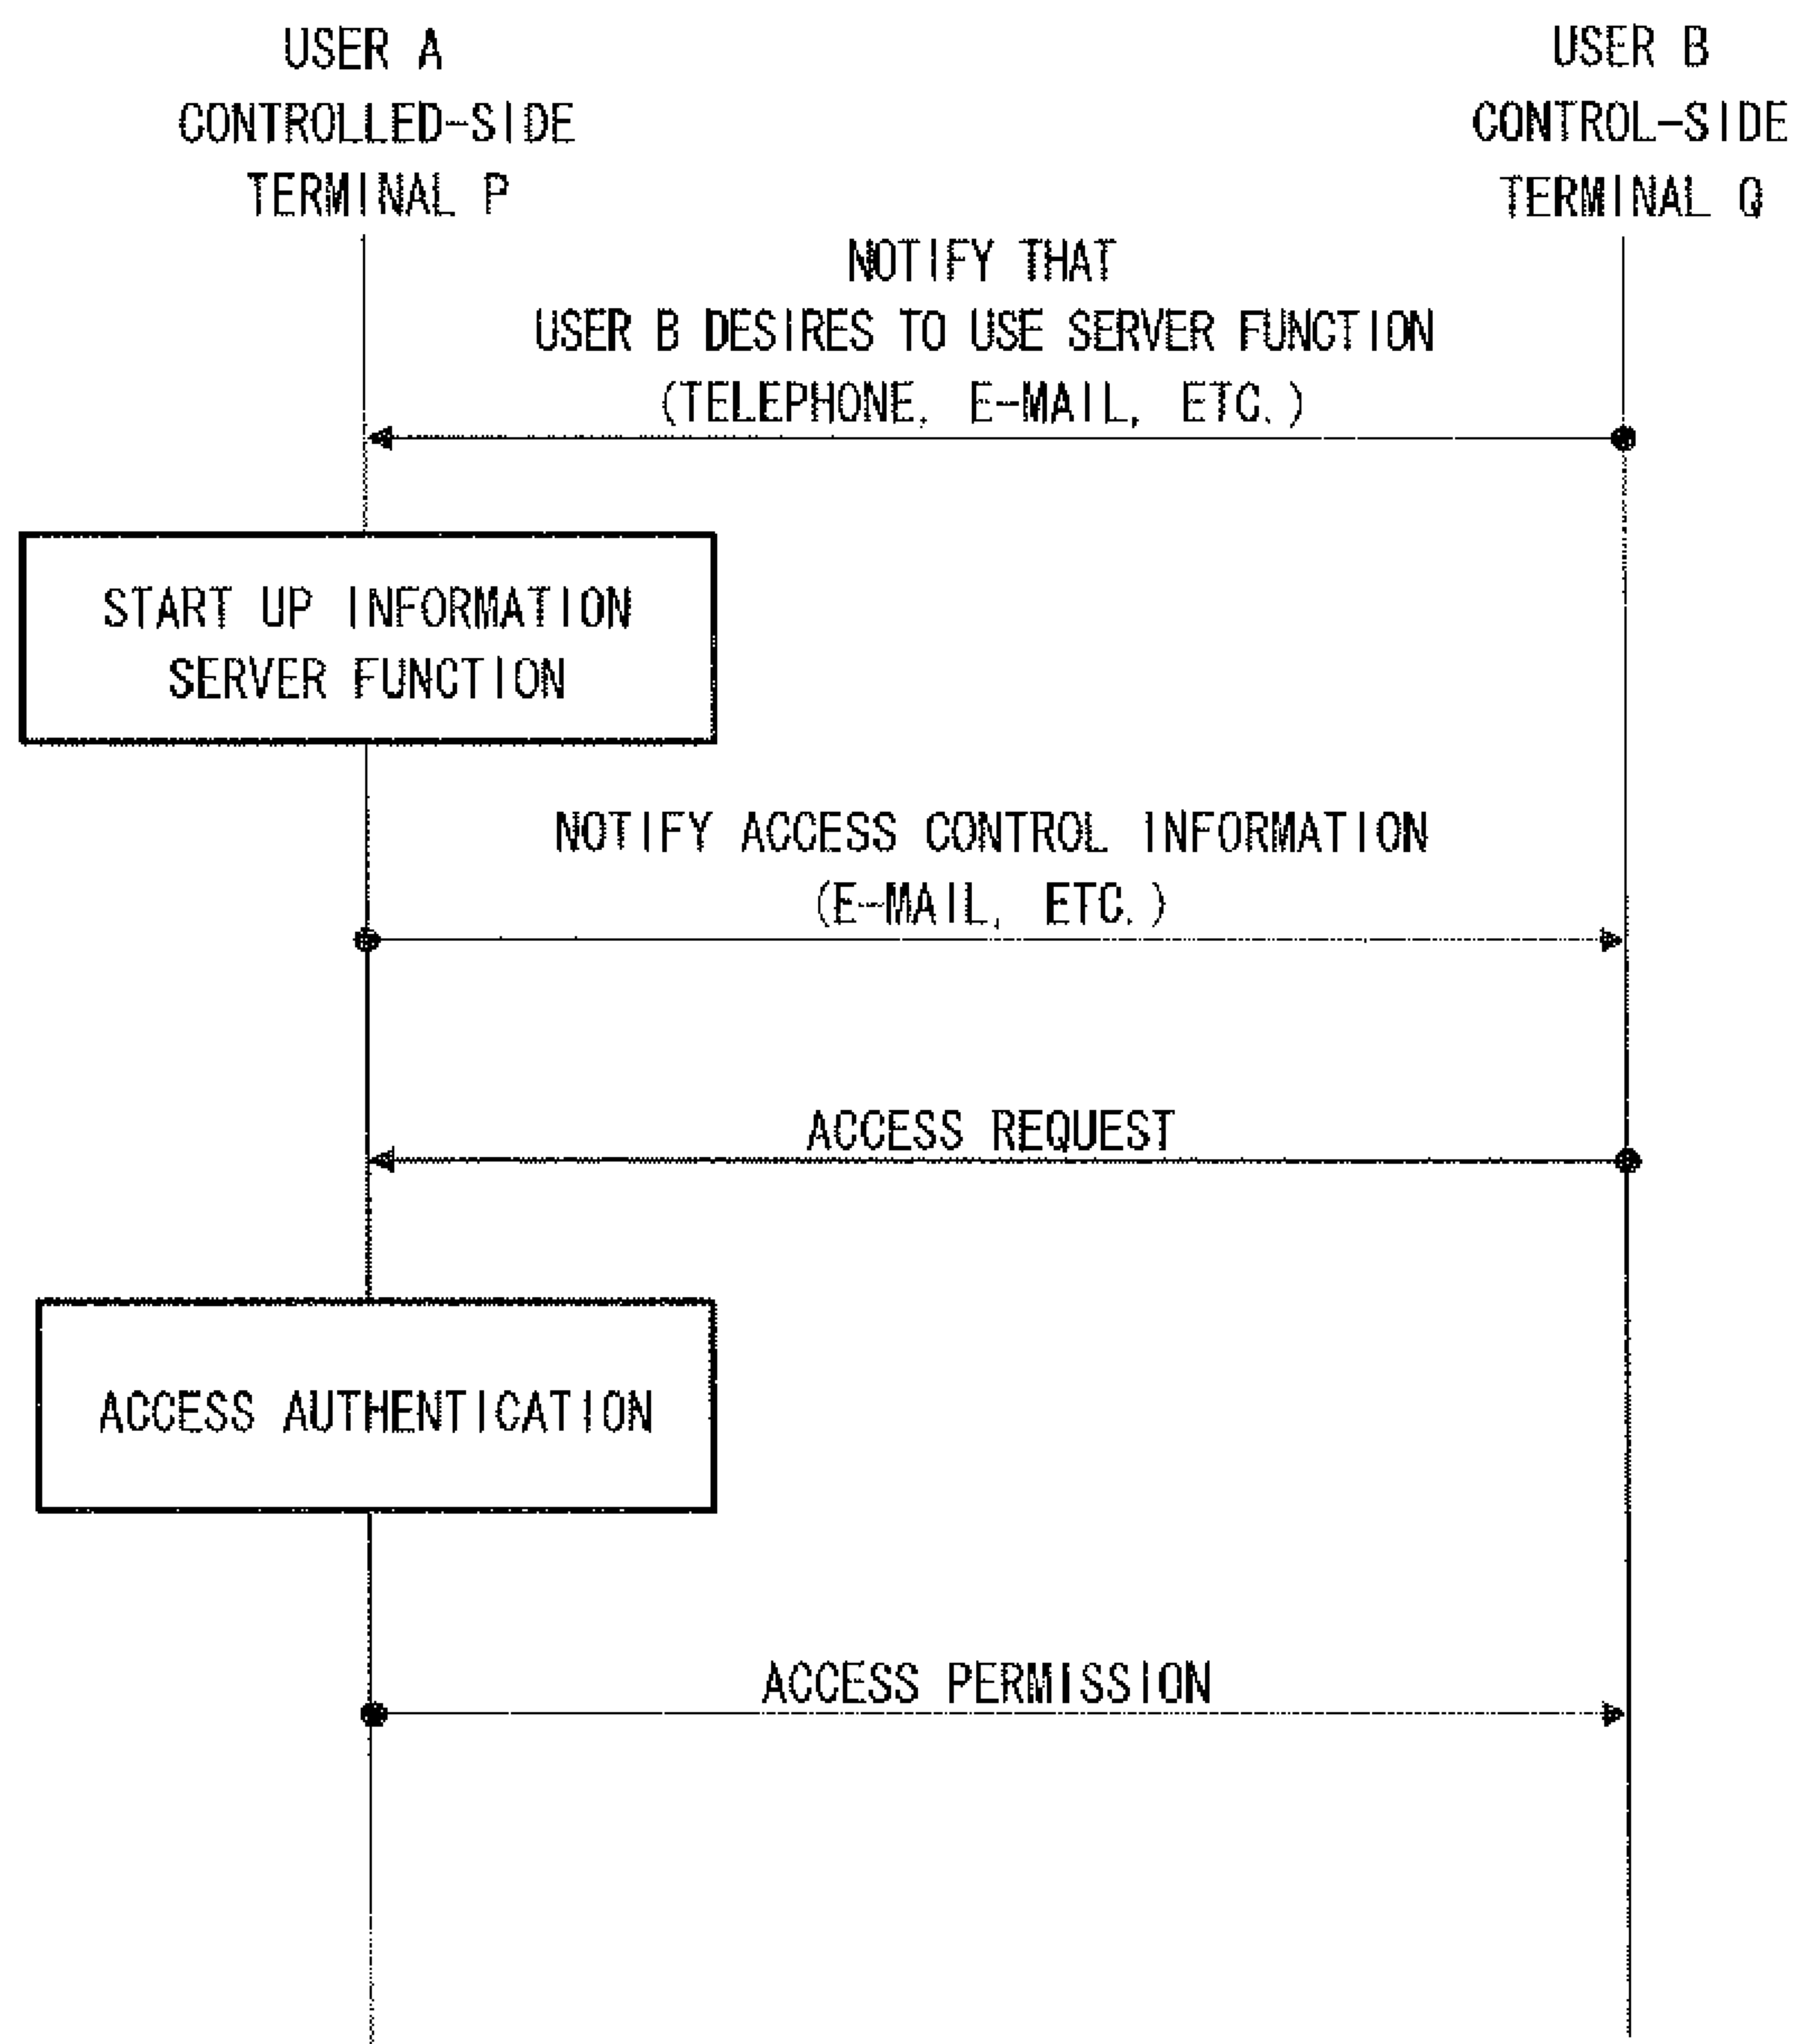 USER A
CONTROLLED-SIDE
TERMINAL P
USER B
CONTROL-SIDE
TERMINAL Q
NOTIFY THAT
USER B DESIRES TO USE SERVER FUNCTION
(TELEPHONE, E-MAIL, ETC.)
START UP INFORMATION
SERVER FUNCTION
NOTIFY ACCESS CONTROL INFORMATION
(E-MAIL, ETC.)
ACCESS REQUEST
ACCESS AUTHENTICATION
ACCESS PERMISSION